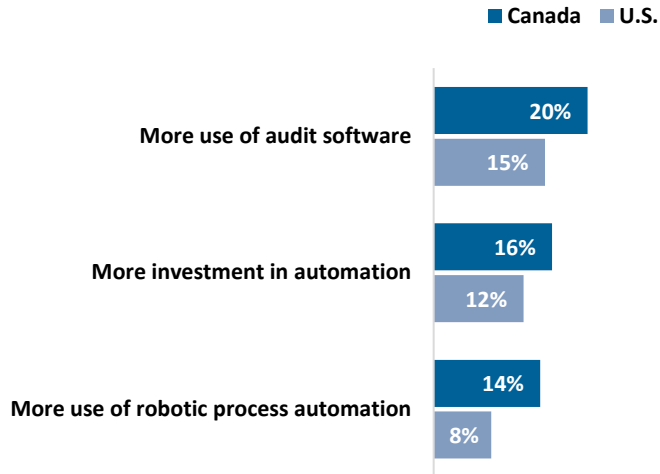 Canada U.S.
More use of audit software
20%
15%
More investment in automation
16%
12%
More use of robotic process automation
14%
8%